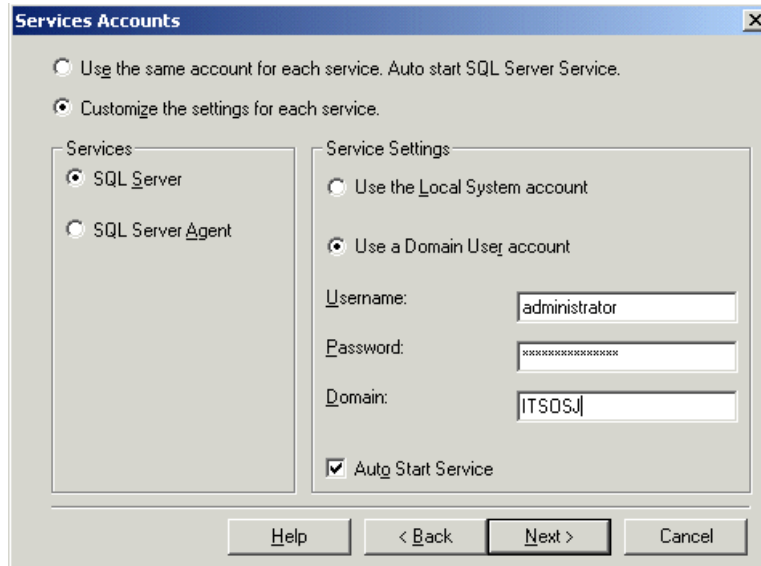 Services Accounts
Use the same account for each service. Auto start SQL Server Service.
Customize the settings for each service.
Services
SQL Server
SQL Server Agent
Service Settings
Use the Local System account
Use a Domain User account
Username:
administrator
Password:
***************
Domain:
ITSOSJ
Auto Start Service
Help
< Back
Next >
Cancel